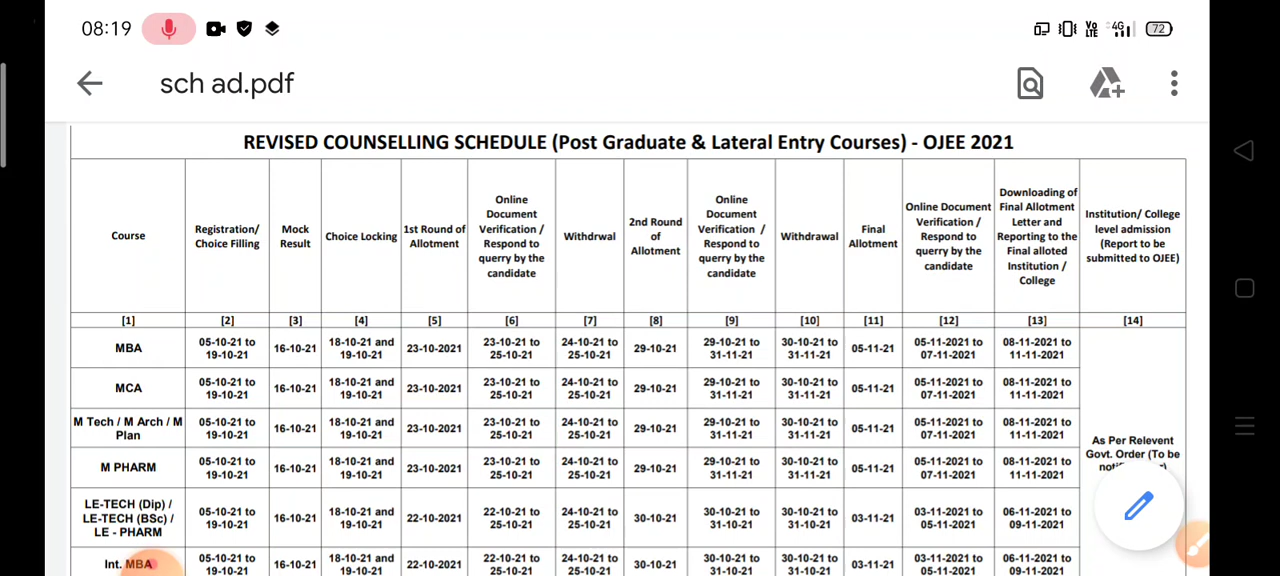 08:19
Vo LTE 4G 72
sch ad.pdf
REVISED COUNSELLING SCHEDULE (Post Graduate & Lateral Entry Courses) - OJEE 2021
Course
Registration/
Choice Filling
Mock
Result
Choice Locking
1st Round of
Allotment
Online
Document
Verification /
Respond to
querry by the
candidate
Withdrwal
2nd Round
of
Allotment
Online
Document
Verification /
Respond to
querry by the
candidate
Withdrawal
Final
Allotment
Online Document
Verification /
Respond to
querry by the
candidate
Downloading of
Final Allotment
Letter and
Reporting to the
Final alloted
Institution /
College
Institution/ College
level admission
(Report to be
submitted to OJEE)
[1] [2] [3] [4] [5] [6] [7] [8] [9] [10] [11] [12] [13] [14]
MBA
05-10-21 to
19-10-21
16-10-21
18-10-21 and
19-10-21
23-10-2021
23-10-21 to
25-10-21
24-10-21 to
25-10-21
29-10-21
29-10-21 to
31-11-21
30-10-21 to
31-11-21
05-11-21
05-11-2021 to
07-11-2021
08-11-2021 to
11-11-2021
MCA
05-10-21 to
19-10-21
16-10-21
18-10-21 and
19-10-21
23-10-2021
23-10-21 to
25-10-21
24-10-21 to
25-10-21
29-10-21
29-10-21 to
31-11-21
30-10-21 to
31-11-21
05-11-21
05-11-2021 to
07-11-2021
08-11-2021 to
11-11-2021
M Tech / M Arch / M
Plan
05-10-21 to
19-10-21
16-10-21
18-10-21 and
19-10-21
23-10-2021
23-10-21 to
25-10-21
24-10-21 to
25-10-21
29-10-21
29-10-21 to
31-11-21
30-10-21 to
31-11-21
05-11-21
05-11-2021 to
07-11-2021
08-11-2021 to
11-11-2021
As Per Relevent
Govt. Order (To be
M PHARM
05-10-21 to
19-10-21
16-10-21
18-10-21 and
19-10-21
23-10-2021
23-10-21 to
25-10-21
24-10-21 to
25-10-21
29-10-21
29-10-21 to
31-11-21
30-10-21 to
31-11-21
05-11-21
05-11-2021 to
07-11-2021
08-11-2021 to
11-11-2021
LE-TECH (Dip) /
LE-TECH (BSc) /
LE - PHARM
05-10-21 to
19-10-21
16-10-21
18-10-21 and
19-10-21
22-10-2021
22-10-21 to
25-10-21
24-10-21 to
25-10-21
30-10-21
30-10-21 to
31-10-21
30-10-21 to
31-10-21
03-11-21
03-11-2021 to
05-11-2021
06-11-2021 to
09-11-2021
Int. MBA
05-10-21 to
19-10-21
16-10-21
18-10-21 and
19-10-21
22-10-2021
22-10-21 to
25-10-21
24-10-21 to
25-10-21
30-10-21
30-10-21 to
31-10-21
30-10-21 to
31-10-21
03-11-21
03-11-2021 to
05-11-2021
06-11-2021 to
09-11-2021